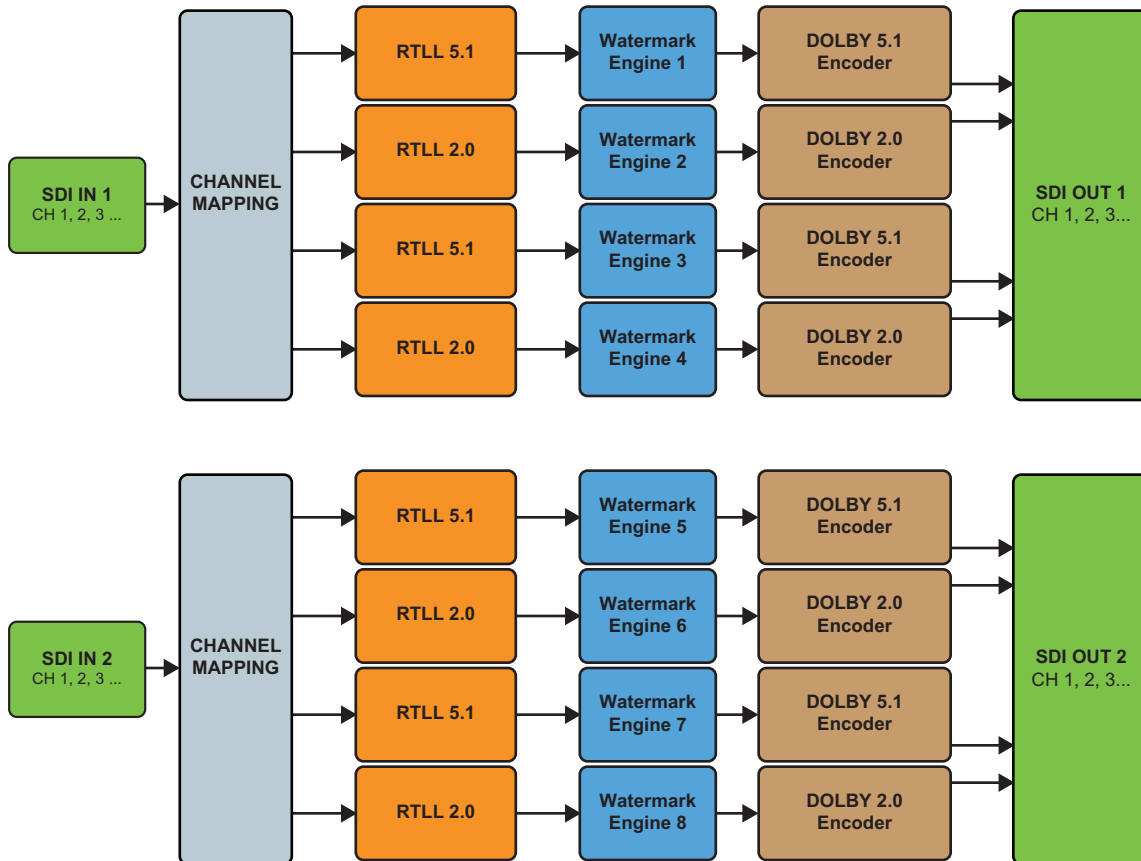 SDI IN 1
CH 1, 2, 3 ...
CHANNEL
MAPPING
RTLL 5.1
Watermark
Engine 1
DOLBY 5.1
Encoder
RTLL 2.0
Watermark
Engine 2
DOLBY 2.0
Encoder
RTLL 5.1
Watermark
Engine 3
DOLBY 5.1
Encoder
RTLL 2.0
Watermark
Engine 4
DOLBY 2.0
Encoder
SDI OUT 1
CH 1, 2, 3...
SDI IN 2
CH 1, 2, 3 ...
CHANNEL
MAPPING
RTLL 5.1
Watermark
Engine 5
DOLBY 5.1
Encoder
RTLL 2.0
Watermark
Engine 6
DOLBY 2.0
Encoder
RTLL 5.1
Watermark
Engine 7
DOLBY 5.1
Encoder
RTLL 2.0
Watermark
Engine 8
DOLBY 2.0
Encoder
SDI OUT 2
CH 1, 2, 3...